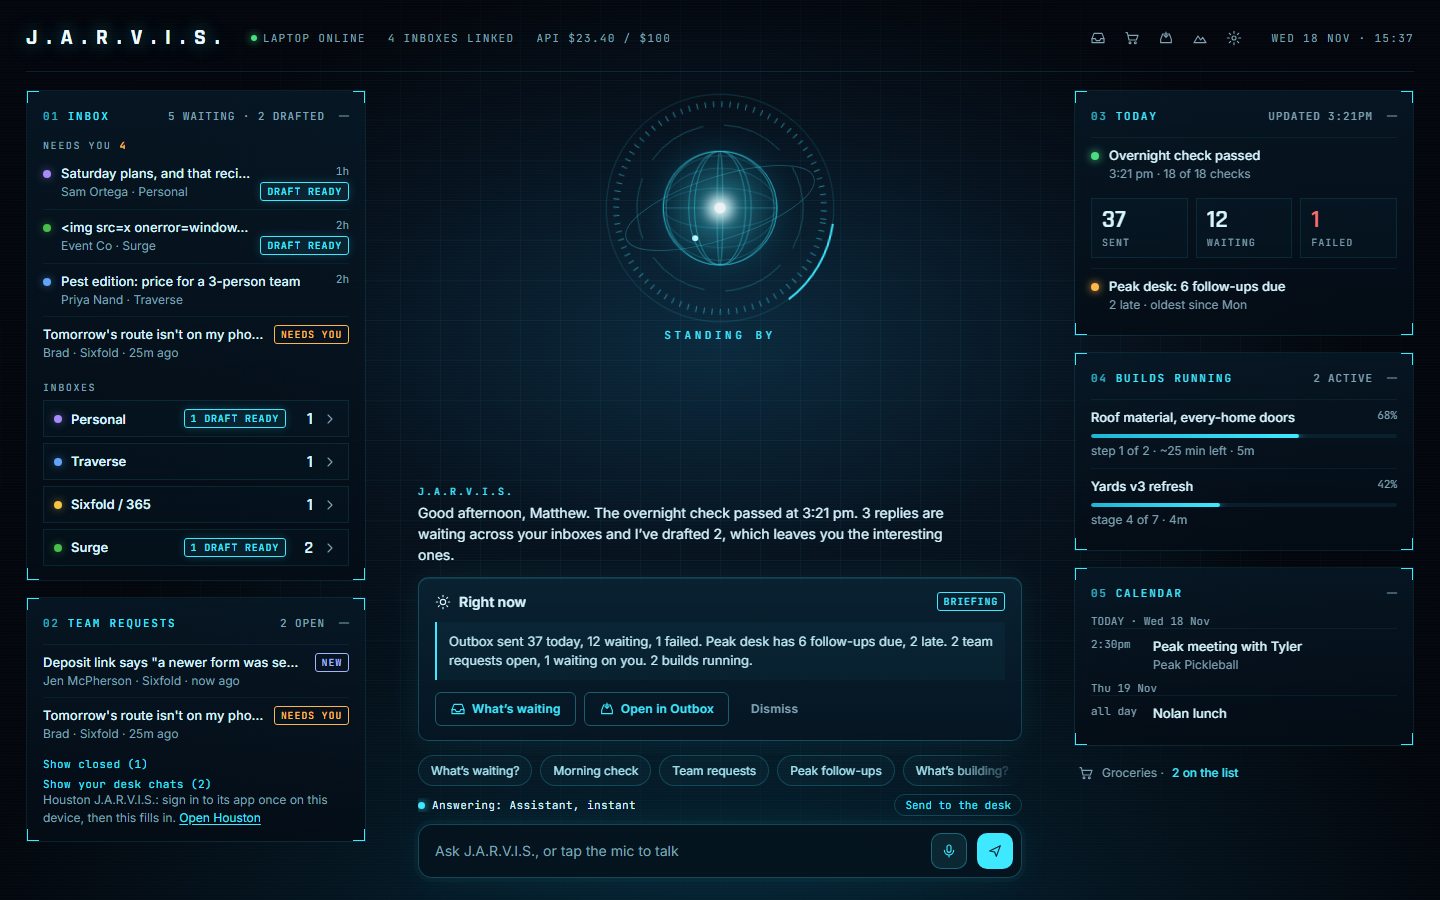 J.A.R.V.I.S.
LAPTOP ONLINE 4 INBOXES LINKED API $23.40 / $100
WED 18 NOV · 15:37
01 INBOX 5 WAITING · 2 DRAFTED
NEEDS YOU 4
Saturday plans, and that reci... 1h
Sam Ortega · Personal DRAFT READY
<img src=x onerror=window... 2h
Event Co · Surge DRAFT READY
Pest edition: price for a 3-person team 2h
Priya Nand · Traverse
Tomorrow's route isn't on my pho... NEEDS YOU
Brad · Sixfold · 25m ago
INBOXES
Personal 1 DRAFT READY 1
Traverse 1
Sixfold / 365 1
Surge 1 DRAFT READY 2
02 TEAM REQUESTS 2 OPEN
Deposit link says "a newer form was se... NEW
Jen McPherson · Sixfold · now ago
Tomorrow's route isn't on my pho... NEEDS YOU
Brad · Sixfold · 25m ago
Show closed (1)
Show your desk chats (2)
Houston J.A.R.V.I.S.: sign in to its app once on this
device, then this fills in. Open Houston
STANDING BY
J.A.R.V.I.S.
Good afternoon, Matthew. The overnight check passed at 3:21 pm. 3 replies are
waiting across your inboxes and I've drafted 2, which leaves you the interesting
ones.
Right now BRIEFING
Outbox sent 37 today, 12 waiting, 1 failed. Peak desk has 6 follow-ups due, 2 late. 2 team
requests open, 1 waiting on you. 2 builds running.
What's waiting Open in Outbox Dismiss
What's waiting? Morning check Team requests Peak follow-ups What's building?
Answering: Assistant, instant Send to the desk
Ask J.A.R.V.I.S., or tap the mic to talk
03 TODAY UPDATED 3:21PM
Overnight check passed
3:21 pm · 18 of 18 checks
37 12 1
SENT WAITING FAILED
Peak desk: 6 follow-ups due
2 late · oldest since Mon
04 BUILDS RUNNING 2 ACTIVE
Roof material, every-home doors 68%
step 1 of 2 · ~25 min left · 5m
Yards v3 refresh 42%
stage 4 of 7 · 4m
05 CALENDAR
TODAY · Wed 18 Nov
2:30pm Peak meeting with Tyler
Peak Pickleball
Thu 19 Nov
all day Nolan lunch
Groceries · 2 on the list